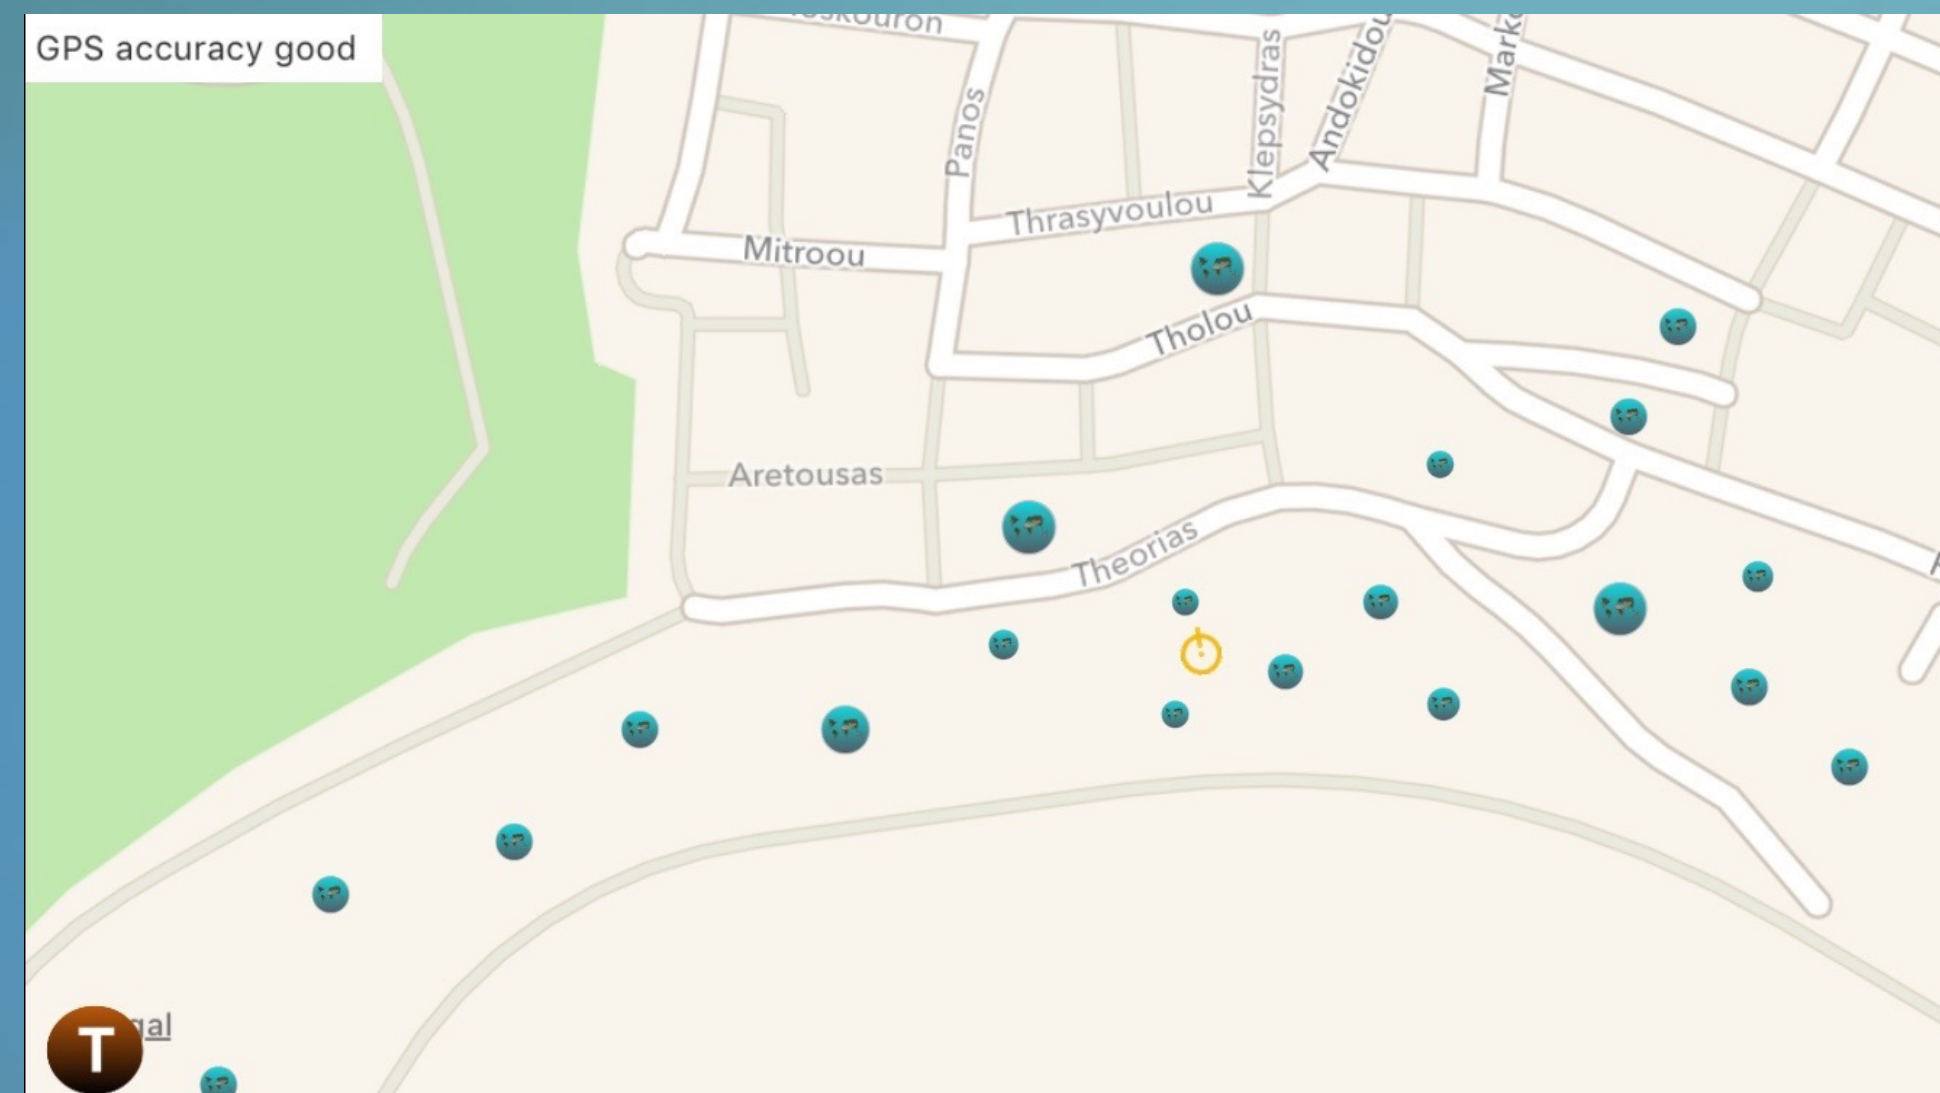 GPS accuracy good
Panos
Klepsydras
Andokidou
Thrasyvoulou
Mitroou
Tholou
Aretousas
Theorias
T